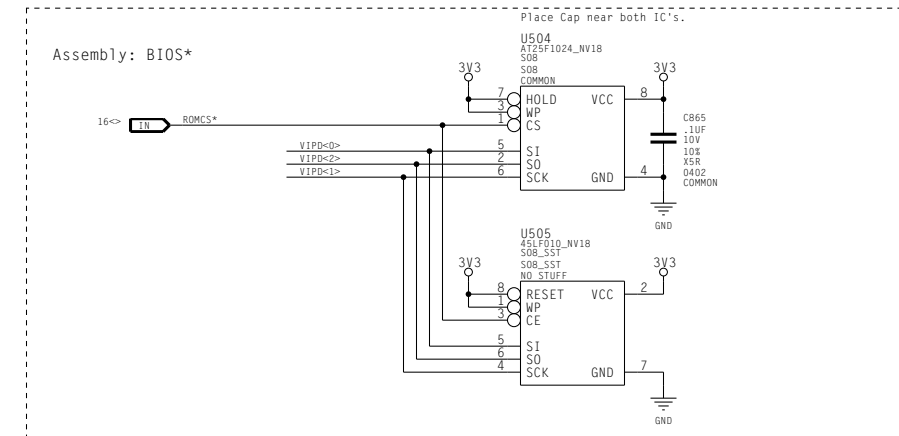 Place Cap near both IC's.
Assembly: BIOS*
U504
AT25F1024_NV18
SO8
SO8
COMMON
3V3
3V3
7 HOLD VCC 8
3 WP
1 CS
16<> IN ROMCS*
C865
.1UF
10V
10%
X5R
0402
COMMON
VIPD<0> 5 SI
VIPD<2> 2 SO
VIPD<1> 6 SCK GND 4
GND
U505
45LF010_NV18
SO8_SST
SO8_SST
NO STUFF
3V3
3V3
8 RESET VCC 2
1 WP
3 CE
5 SI
6 SO
4 SCK GND 7
GND